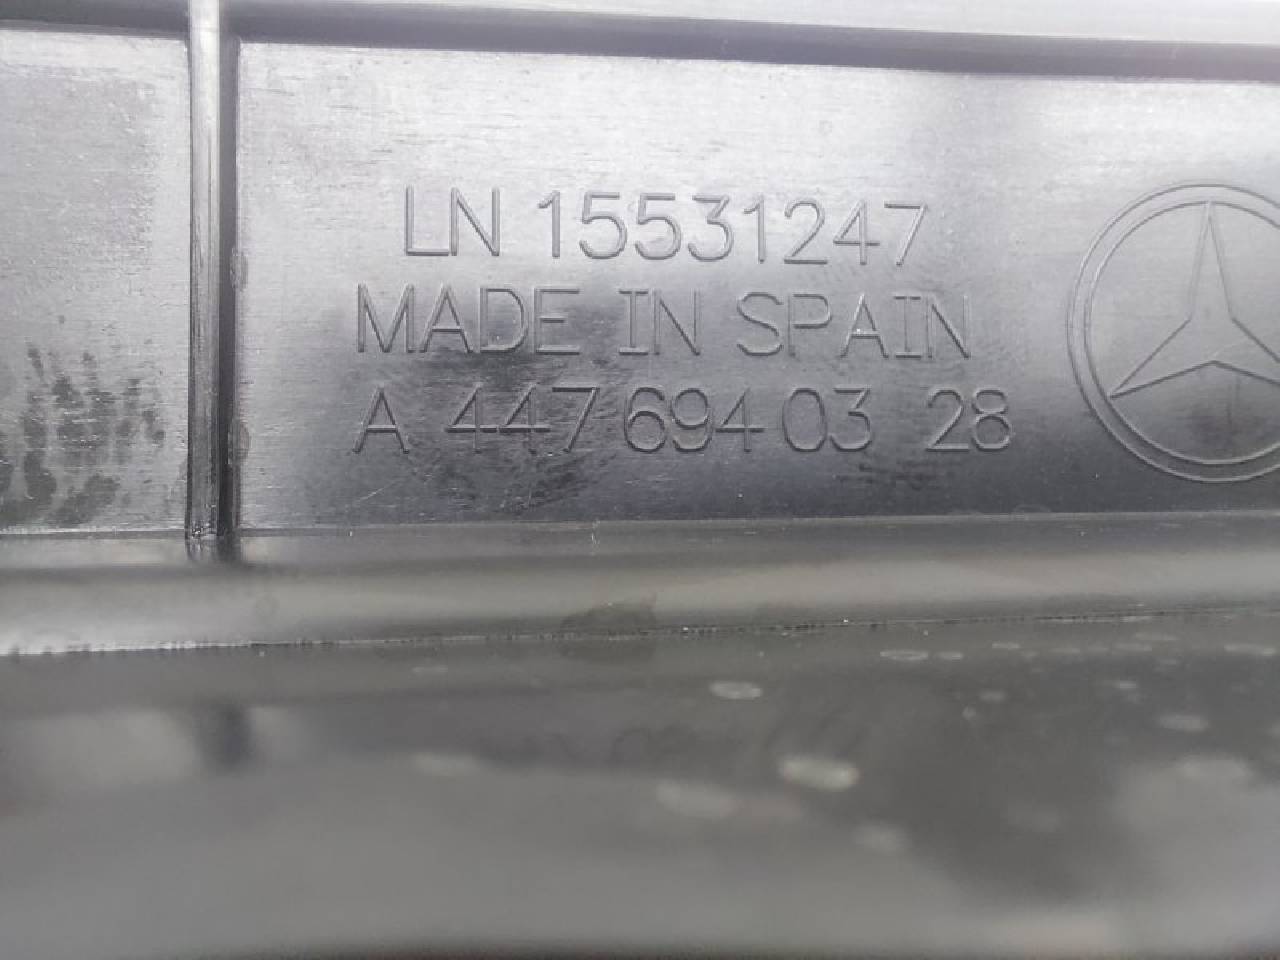 LN 15531247
MADE IN SPAIN
A 447 694 03 28